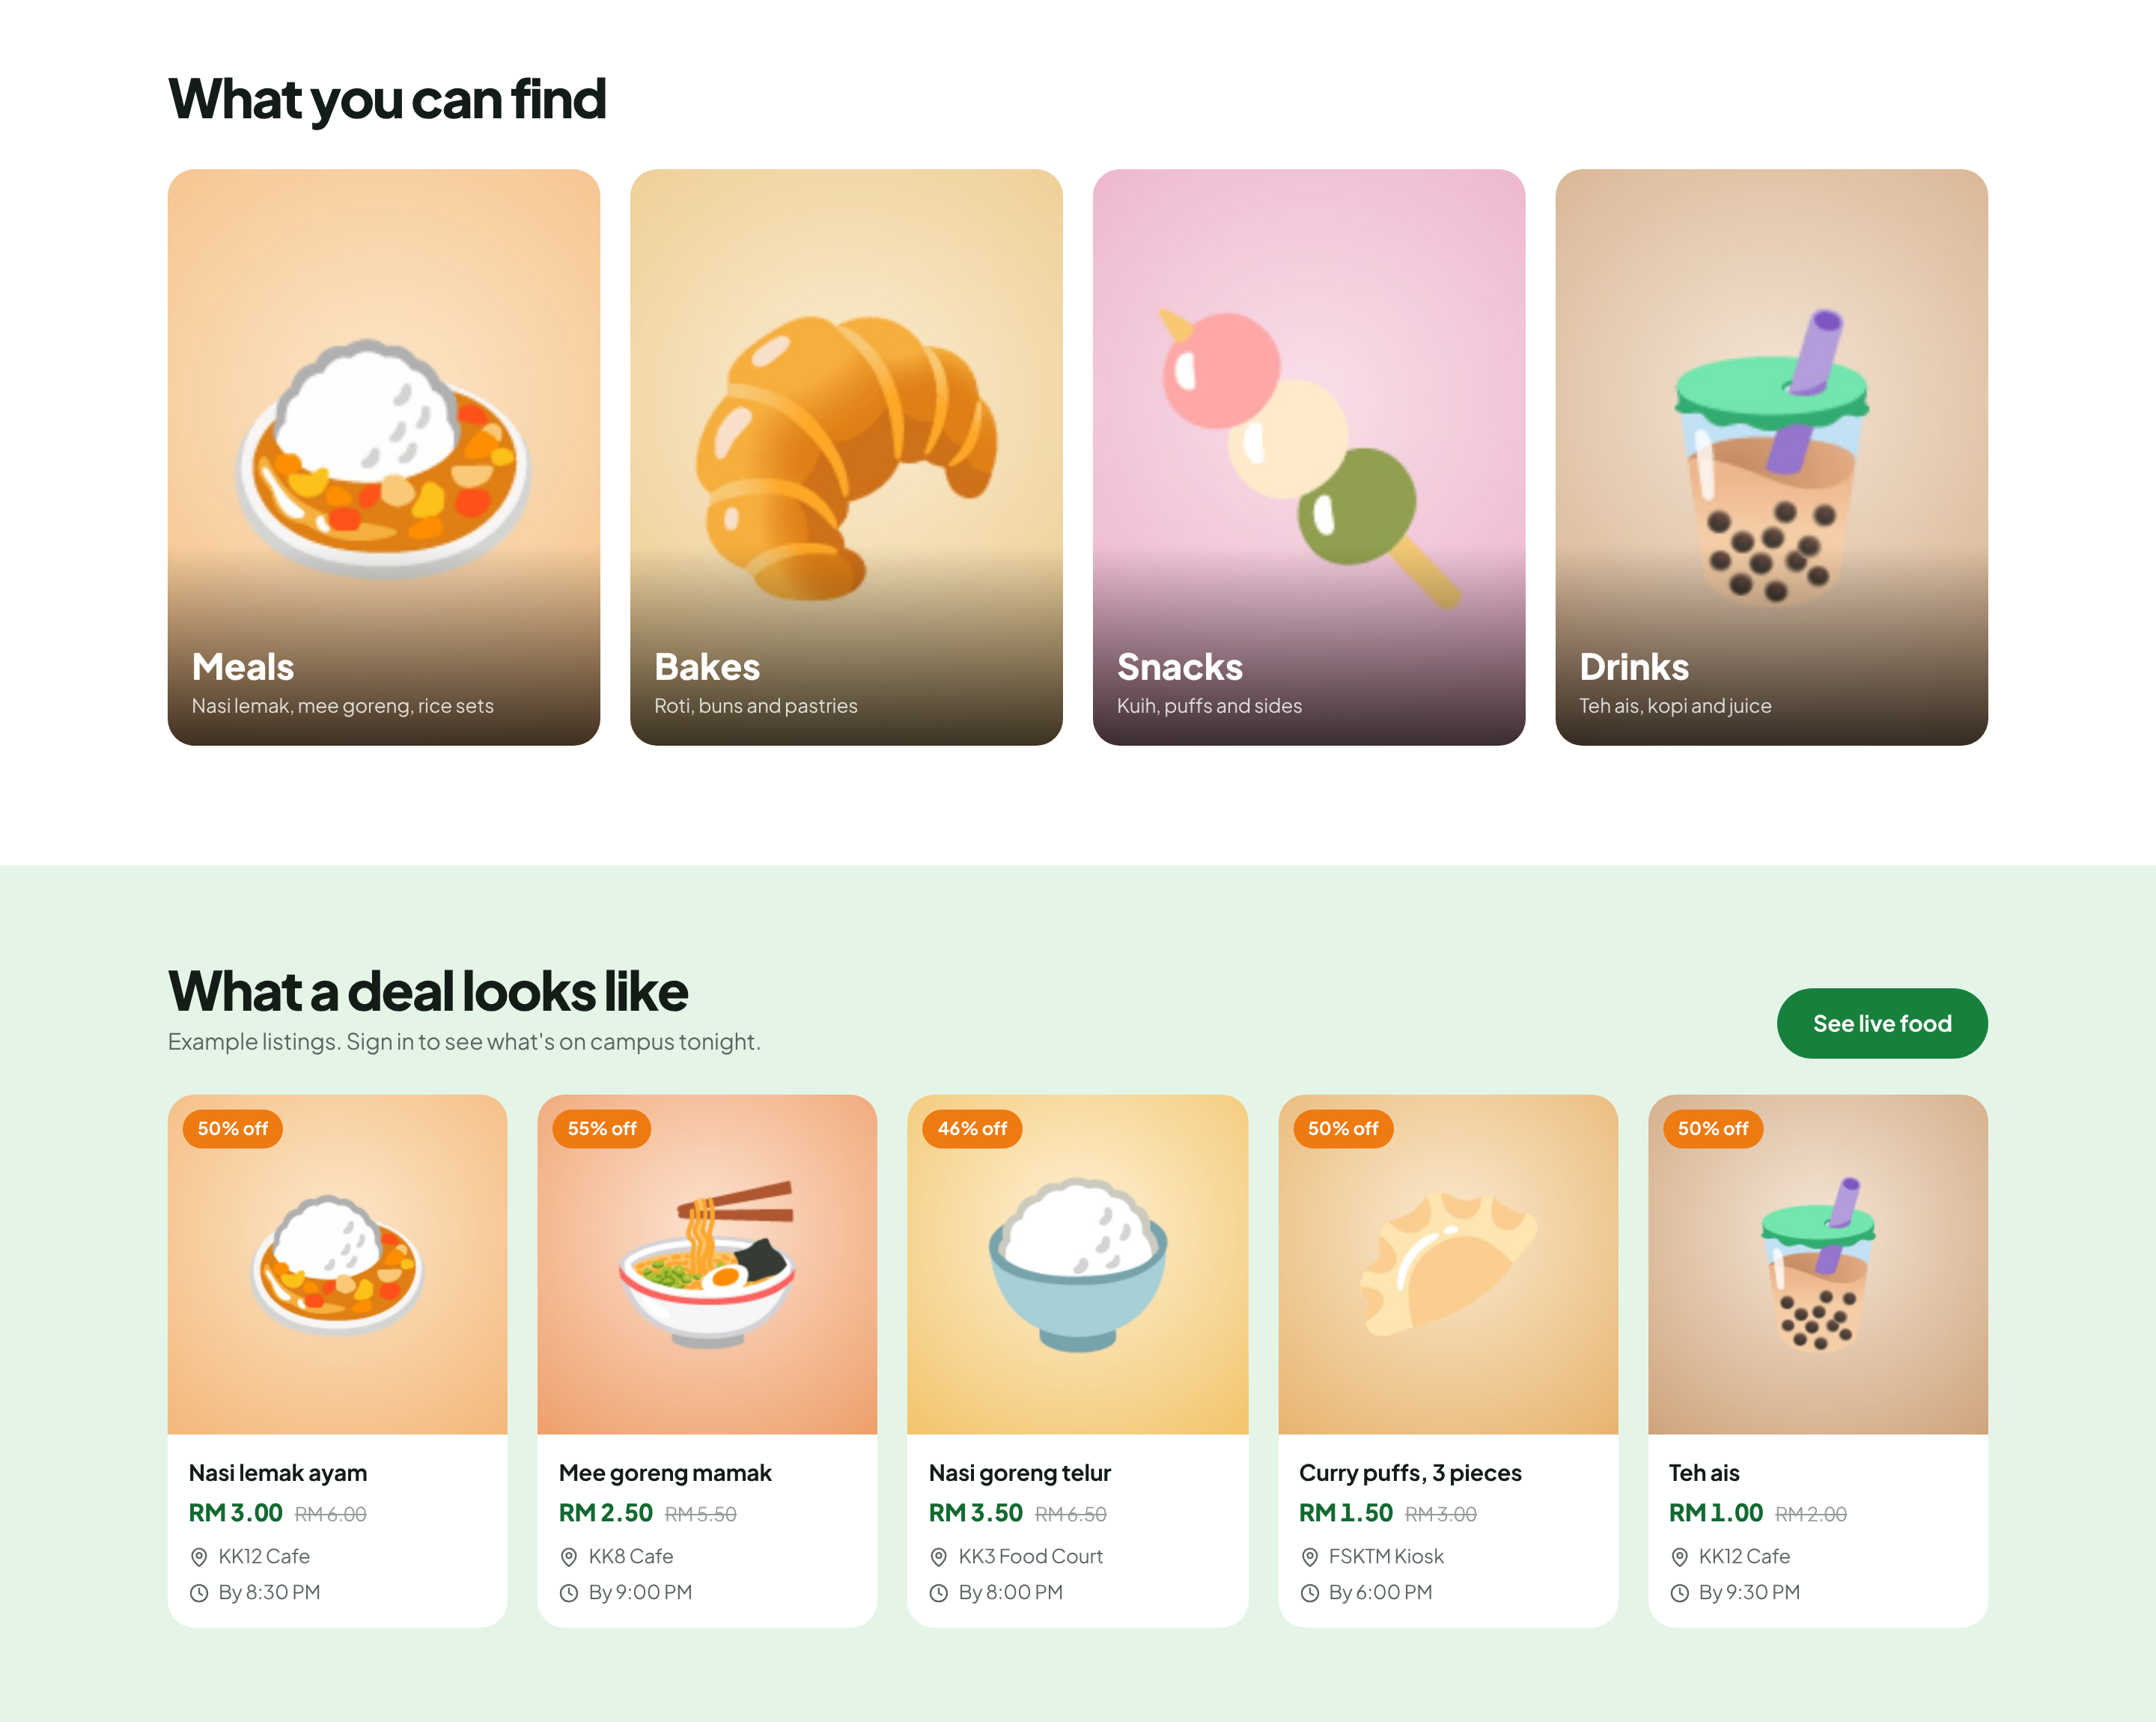 What you can find
Meals
Nasi lemak, mee goreng, rice sets
Bakes
Roti, buns and pastries
Snacks
Kuih, puffs and sides
Drinks
Teh ais, kopi and juice
What a deal looks like
Example listings. Sign in to see what's on campus tonight.
See live food
50% off
Nasi lemak ayam
RM 3.00 RM 6.00
KK12 Cafe
By 8:30 PM
55% off
Mee goreng mamak
RM 2.50 RM 5.50
KK8 Cafe
By 9:00 PM
46% off
Nasi goreng telur
RM 3.50 RM 6.50
KK3 Food Court
By 8:00 PM
50% off
Curry puffs, 3 pieces
RM 1.50 RM 3.00
FSKTM Kiosk
By 6:00 PM
50% off
Teh ais
RM 1.00 RM 2.00
KK12 Cafe
By 9:30 PM